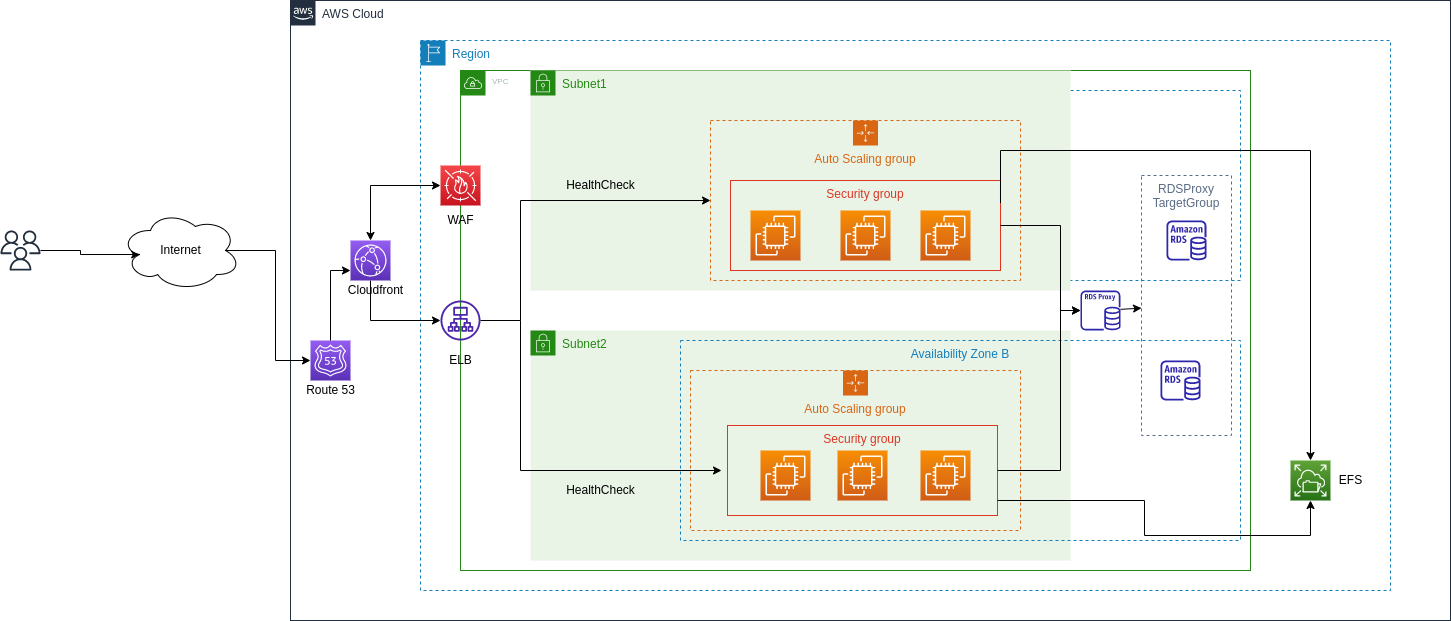 aws
AWS Cloud
Region
VPC
Subnet1
Auto Scaling group
Security group
HealthCheck
WAF
RDSProxy
TargetGroup
Amazon
RDS
Internet
Cloudfront
RDS Proxy
ELB
Subnet2
Availability Zone B
53
Route 53
Amazon
RDS
Auto Scaling group
Security group
HealthCheck
EFS